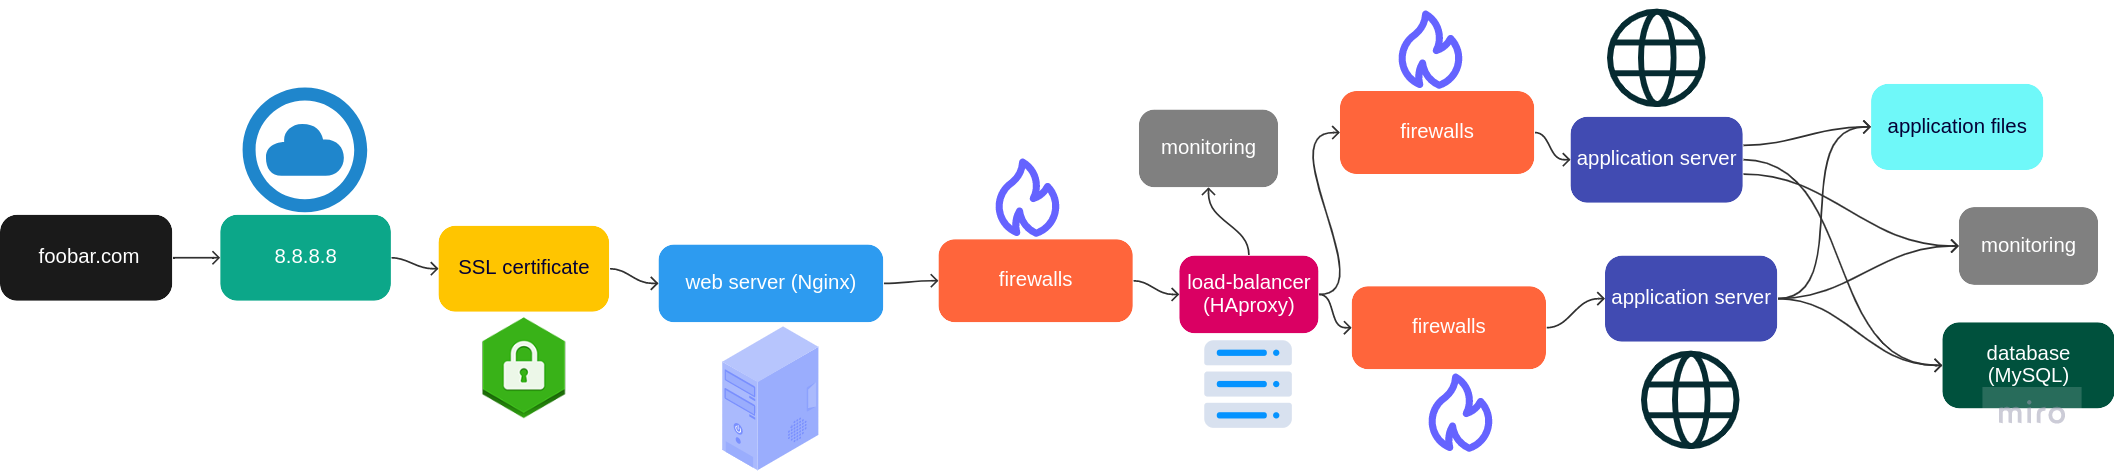 foobar.com
8.8.8.8
SSL certificate
web server (Nginx)
firewalls
monitoring
load-balancer
(HAproxy)
firewalls
firewalls
application server
application server
application files
monitoring
database
(MySQL)
miro